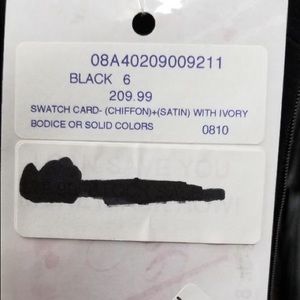 08A40209009211
BLACK 6
209.99
SWATCH CARD- (CHIFFON)+(SATIN) WITH IVORY
BODICE OR SOLID COLORS 0810